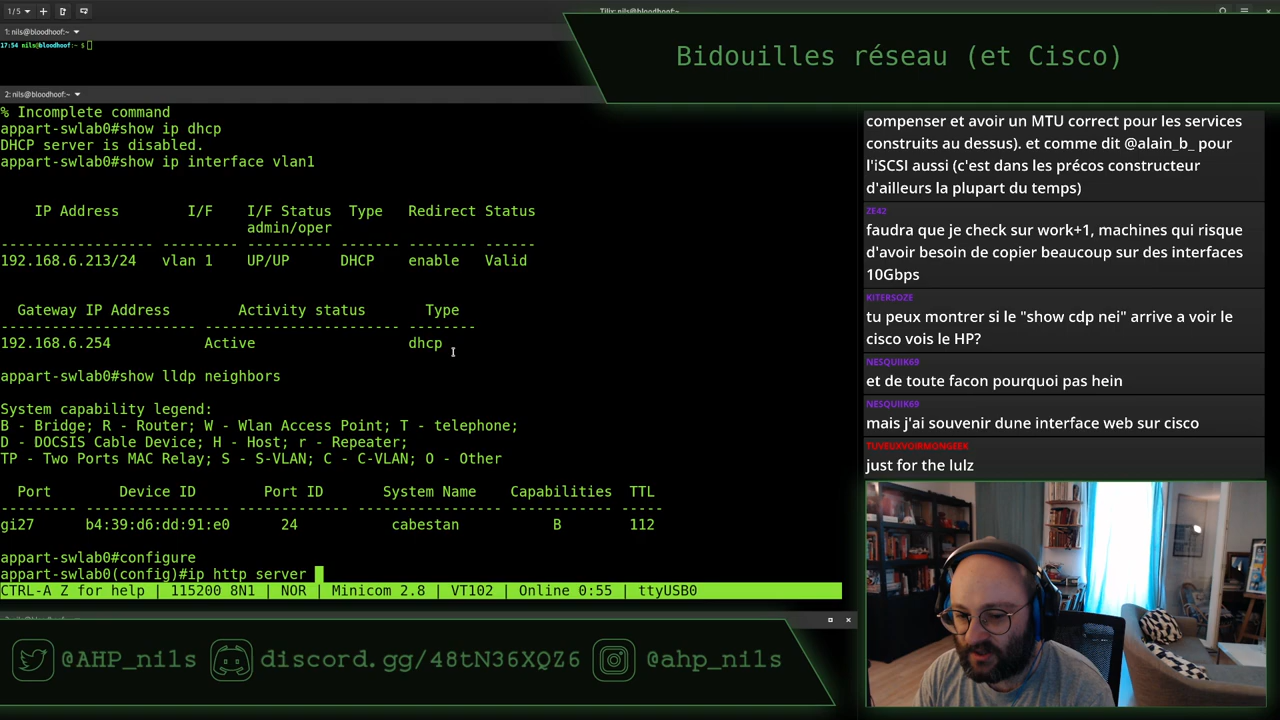 1/5
Tilix: nils@bloodhoof:~
1: nils@bloodhoof:~
17:54 nils@bloodhoof:~ $
2: nils@bloodhoof:~
% Incomplete command
appart-swlab0#show ip dhcp
DHCP server is disabled.
appart-swlab0#show ip interface vlan1
IP Address I/F I/F Status Type Redirect Status
admin/oper
------------------ --------- ---------- ------- -------- ------
192.168.6.213/24 vlan 1 UP/UP DHCP enable Valid
Gateway IP Address Activity status Type
----------------------- ----------------------- --------
192.168.6.254 Active dhcp
appart-swlab0#show lldp neighbors
System capability legend:
B - Bridge; R - Router; W - Wlan Access Point; T - telephone;
D - DOCSIS Cable Device; H - Host; r - Repeater;
TP - Two Ports MAC Relay; S - S-VLAN; C - C-VLAN; O - Other
Port Device ID Port ID System Name Capabilities TTL
--------- ----------------- ------------- ----------------- ------------ -----
gi27 b4:39:d6:dd:91:e0 24 cabestan B 112
appart-swlab0#configure
appart-swlab0(config)#ip http server
CTRL-A Z for help | 115200 8N1 | NOR | Minicom 2.8 | VT102 | Online 0:55 | ttyUSB0
Bidouilles réseau (et Cisco)
compenser et avoir un MTU correct pour les services
construits au dessus). et comme dit @alain_b_ pour
l'iSCSI aussi (c'est dans les précos constructeur
d'ailleurs la plupart du temps)
ZE42
faudra que je check sur work+1, machines qui risque
d'avoir besoin de copier beaucoup sur des interfaces
10Gbps
KITERSOZE
tu peux montrer si le "show cdp nei" arrive a voir le
cisco vois le HP?
NESQUIIK69
et de toute facon pourquoi pas hein
NESQUIIK69
mais j'ai souvenir dune interface web sur cisco
TUVEUXVOIRMONGEEK
just for the lulz
@AHP_nils
discord.gg/48tN36XQZ6
@ahp_nils